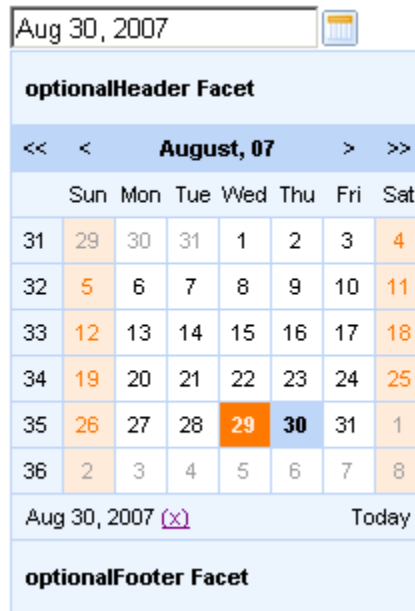 Aug 30, 2007
optionalHeader Facet
<< < August, 07 > >>
Sun Mon Tue Wed Thu Fri Sat
31 29 30 31 1 2 3 4
32 5 6 7 8 9 10 11
33 12 13 14 15 16 17 18
34 19 20 21 22 23 24 25
35 26 27 28 29 30 31 1
36 2 3 4 5 6 7 8
Aug 30, 2007 (x) Today
optionalFooter Facet